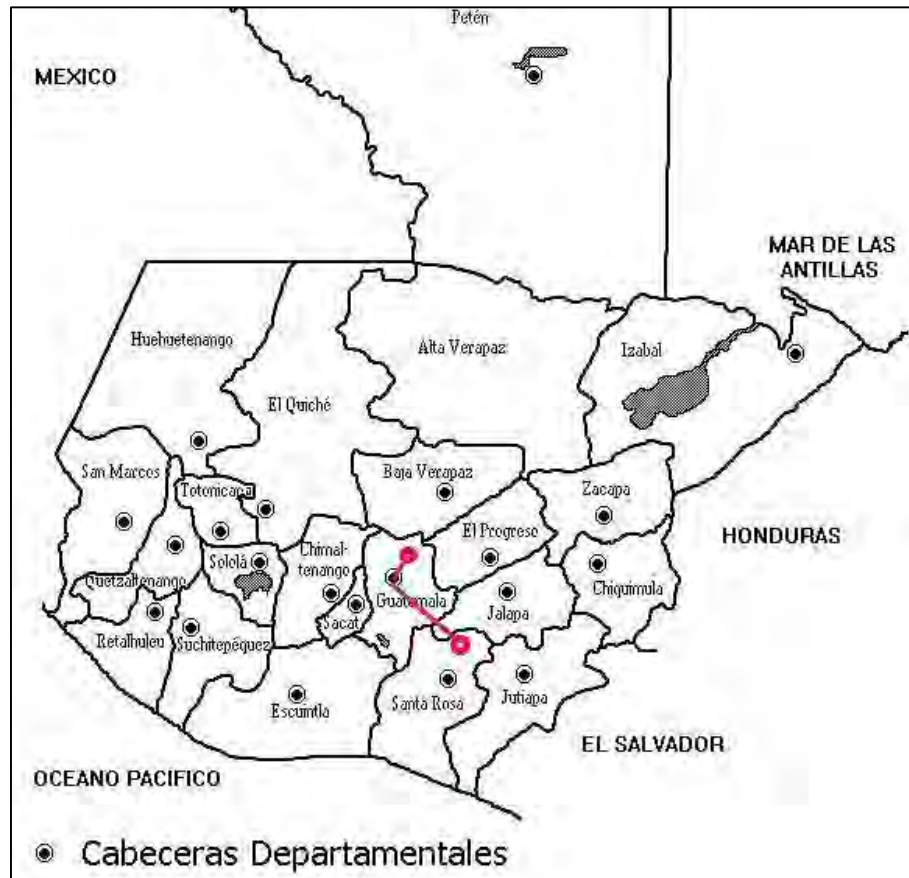 Petén
MEXICO
MAR DE LAS
ANTILLAS
Huehuetenango
Alta Verapaz
Izabal
El Quiché
San Marcos
Baja Verapaz
Totonicapa
Zacapa
El Progreso
HONDURAS
Chimal-
tenango
Sololá
Quetzaltenango
Chiquimula
Guatemala
Jalapa
Sacat
Retalhuleu
Suchitepéquez
Escuintla
Santa Rosa
Jutiapa
EL SALVADOR
OCEANO PACIFICO
Cabeceras Departamentales